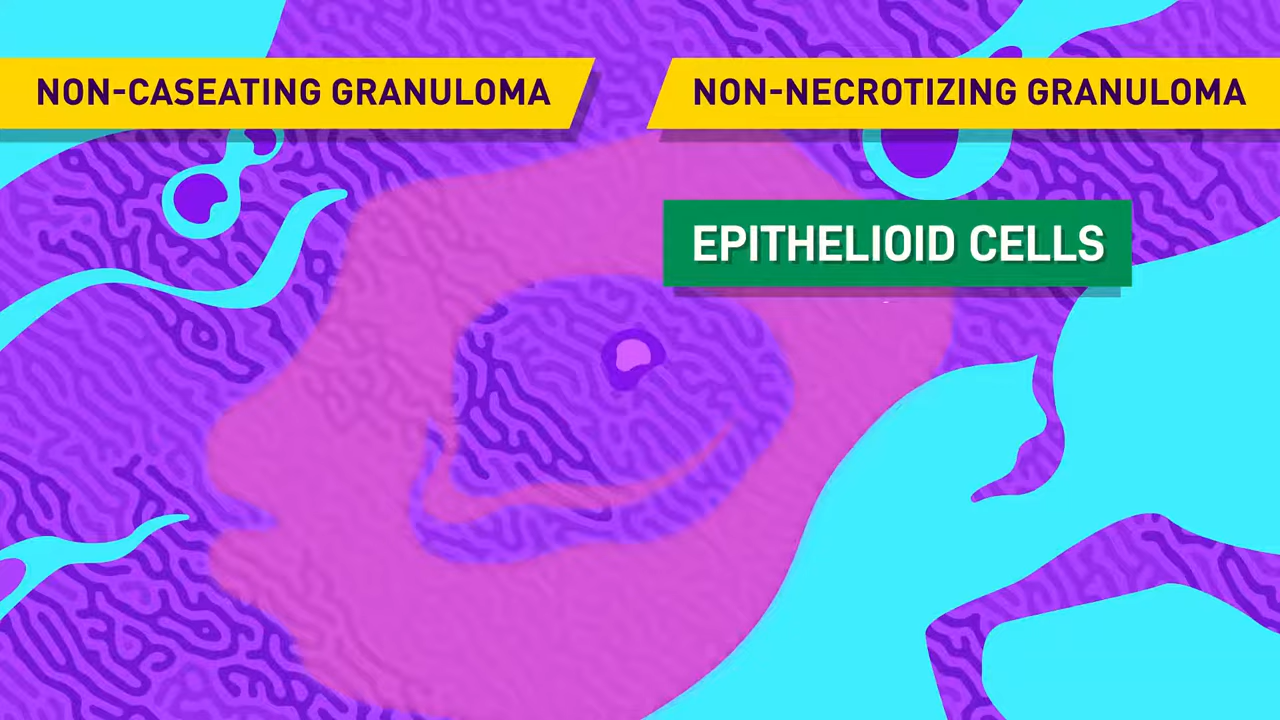 NON-CASEATING GRANULOMA
NON-NECROTIZING GRANULOMA
EPITHELIOID CELLS